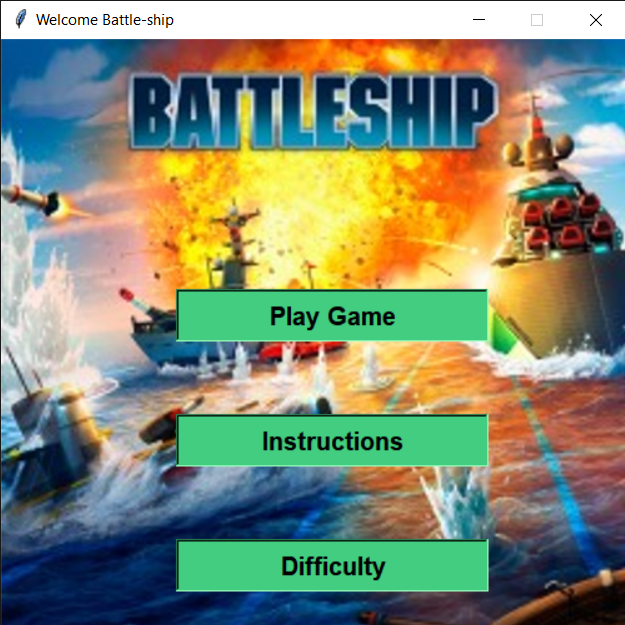 Welcome Battle-ship
BATTLESHIP
Play Game
Instructions
Difficulty